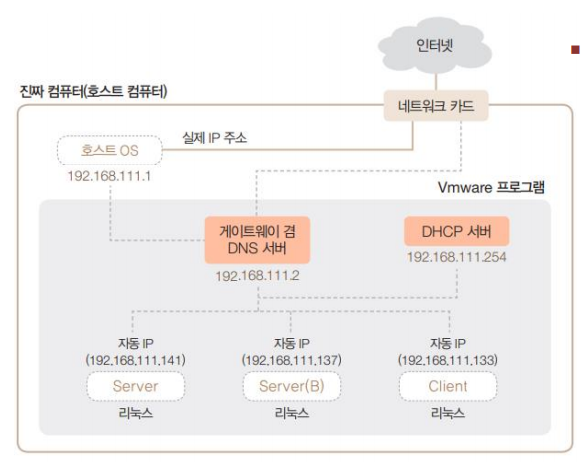 인터넷
진짜 컴퓨터(호스트 컴퓨터)
네트워크 카드
실제 IP 주소
호스트 OS
192.168.111.1
Vmware 프로그램
게이트웨이 겸
DNS 서버
DHCP 서버
192.168.111.254
192.168.111.2
자동 IP
(192.168.111.141)
자동 IP
(192.168.111.137)
자동 IP
(192.168.111.133)
Server
Server(B)
Client
리눅스
리눅스
리눅스